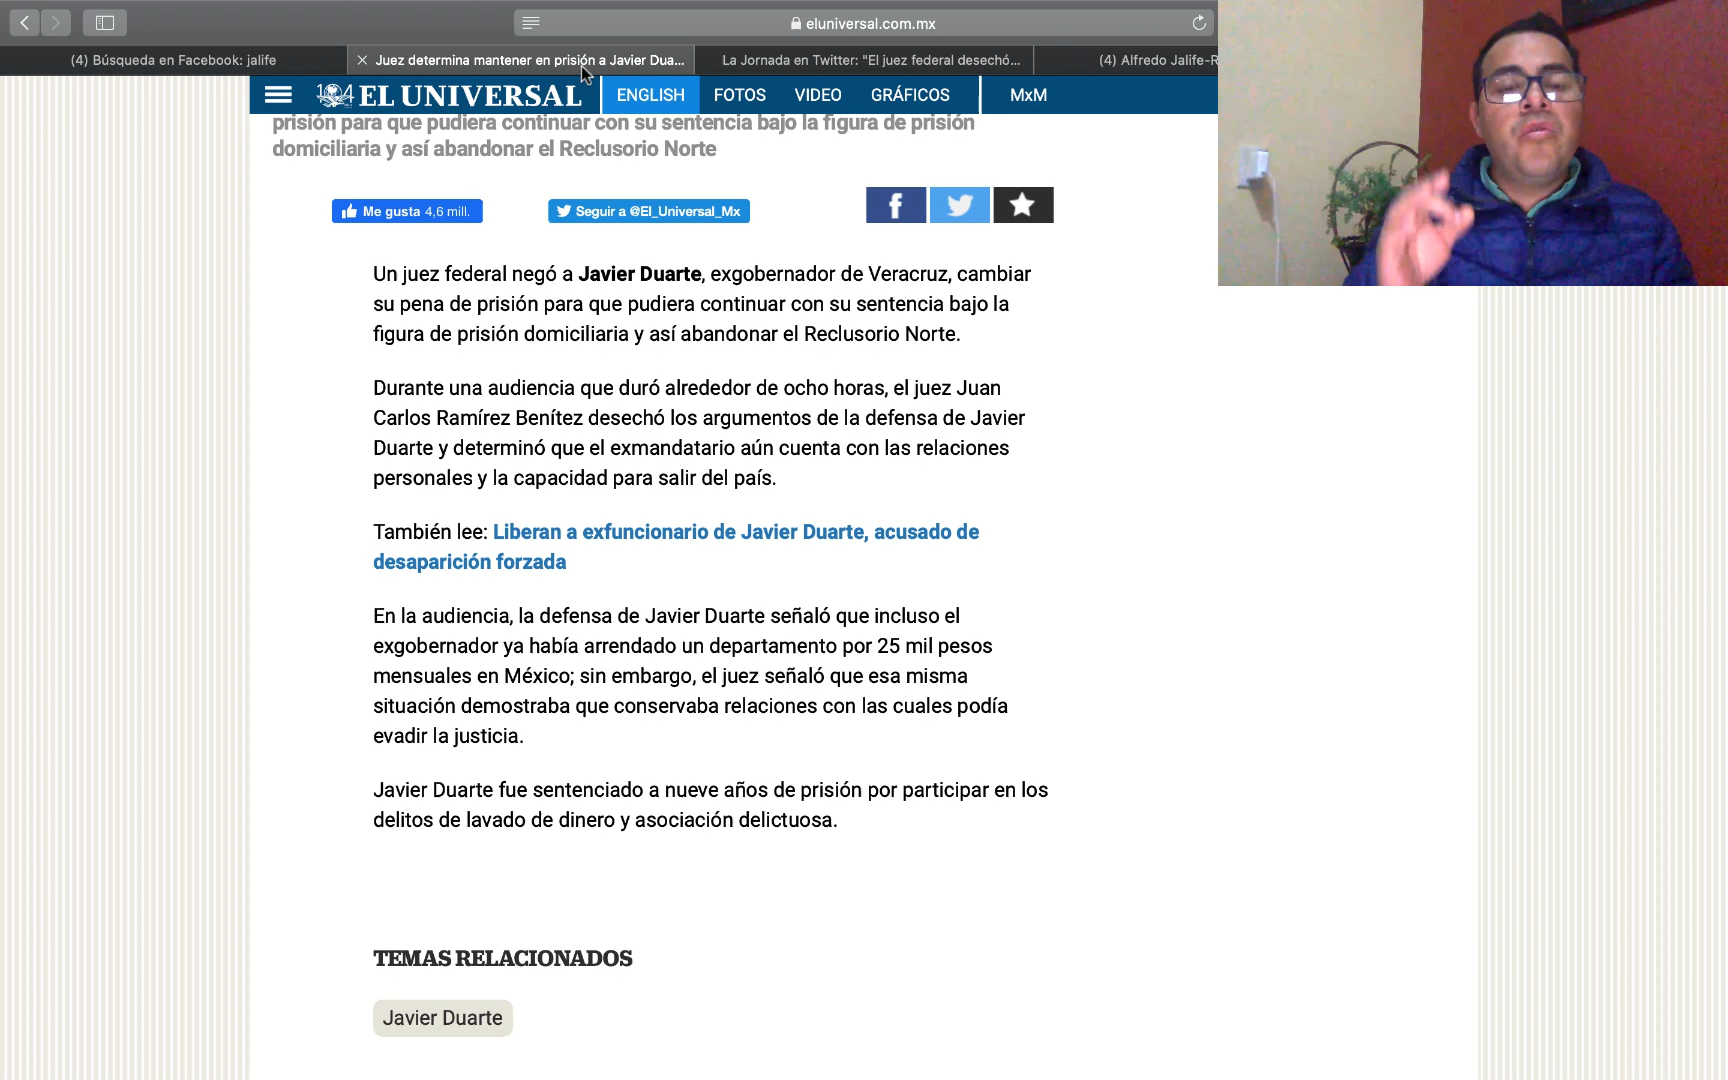 eluniversal.com.mx
(4) Búsqueda en Facebook: jalife
Juez determina mantener en prisión a Javier Dua...
La Jornada en Twitter: "El juez federal desechó...
(4) Alfredo Jalife-R
104 EL UNIVERSAL
ENGLISH
FOTOS
VIDEO
GRÁFICOS
MxM
prisión para que pudiera continuar con su sentencia bajo la figura de prisión
domiciliaria y así abandonar el Reclusorio Norte
Me gusta 4,6 mill.
Seguir a @El_Universal_Mx
Un juez federal negó a Javier Duarte, exgobernador de Veracruz, cambiar
su pena de prisión para que pudiera continuar con su sentencia bajo la
figura de prisión domiciliaria y así abandonar el Reclusorio Norte.
Durante una audiencia que duró alrededor de ocho horas, el juez Juan
Carlos Ramírez Benítez desechó los argumentos de la defensa de Javier
Duarte y determinó que el exmandatario aún cuenta con las relaciones
personales y la capacidad para salir del país.
También lee: Liberan a exfuncionario de Javier Duarte, acusado de
desaparición forzada
En la audiencia, la defensa de Javier Duarte señaló que incluso el
exgobernador ya había arrendado un departamento por 25 mil pesos
mensuales en México; sin embargo, el juez señaló que esa misma
situación demostraba que conservaba relaciones con las cuales podía
evadir la justicia.
Javier Duarte fue sentenciado a nueve años de prisión por participar en los
delitos de lavado de dinero y asociación delictuosa.
TEMAS RELACIONADOS
Javier Duarte